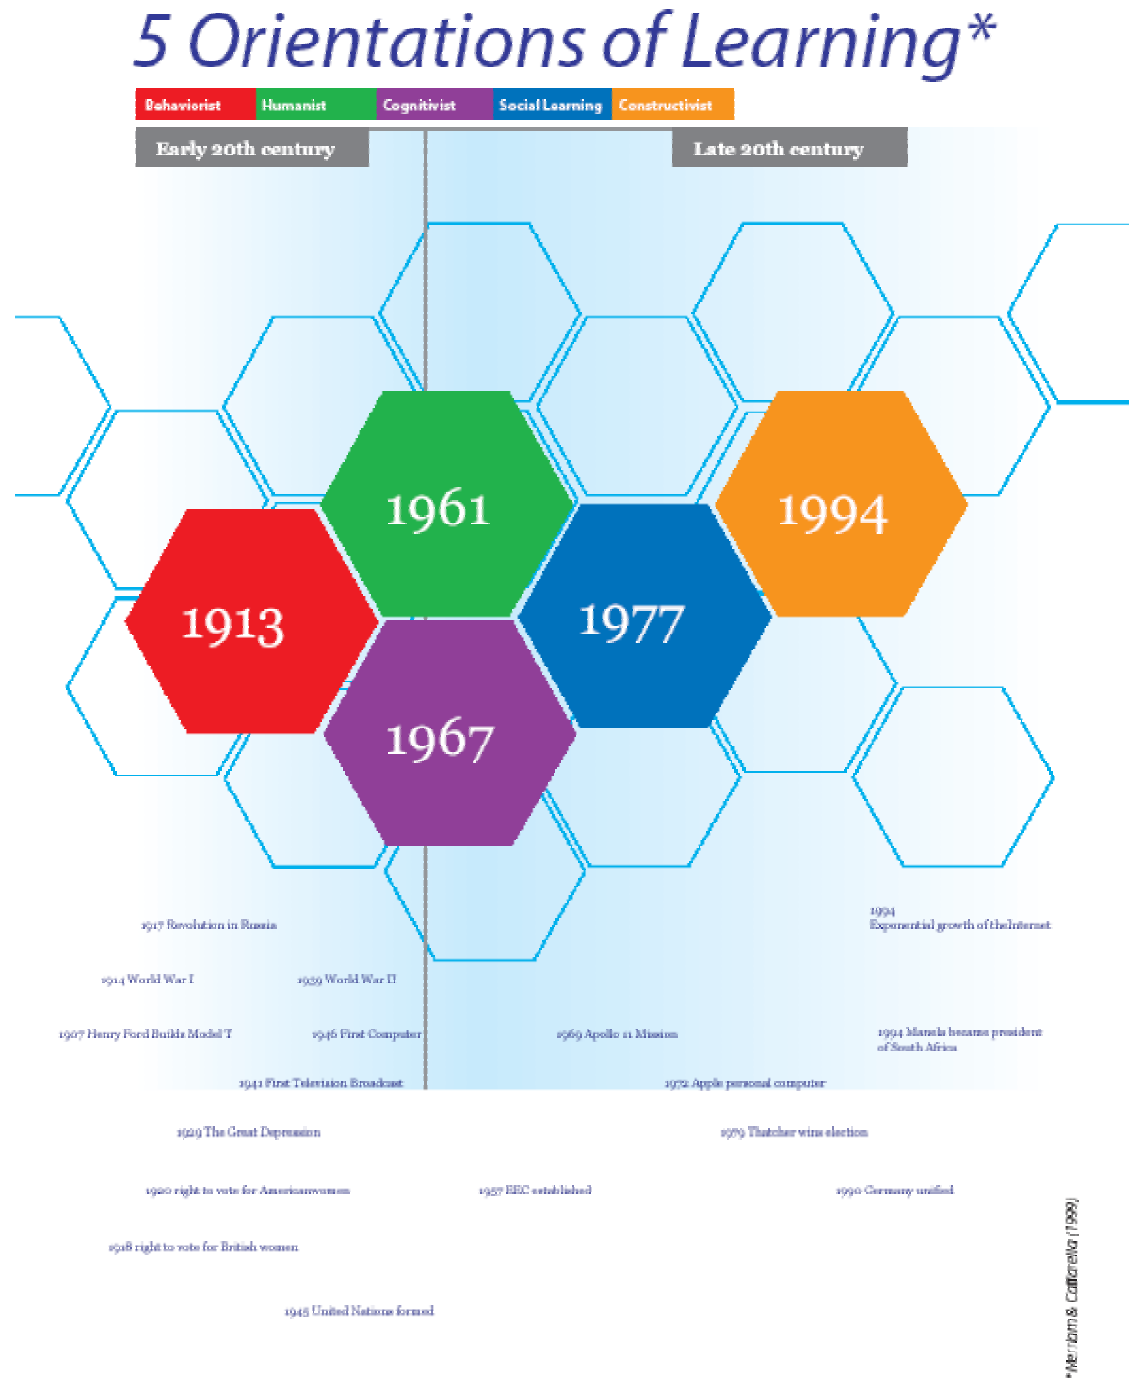 5 Orientations of Learning*
Behaviorist Humanist Cognitivist Social Learning Constructivist
Early 20th century Late 20th century
1961
1994
1913
1977
1967
1917 Revolution in Russia
1994
Exponential growth of theInternet
1914 World War I
1939 World War II
1907 Henry Ford Builds Model T
1946 First Computer
1969 Apollo 11 Mission
1994 Manela became president
of South Africa
1941 First Television Broadcast
1972 Apple personal computer
1929 The Great Depression
1979 Thatcher wins election
1920 right to vote for Americanwomen
1957 EEC established
1990 Germany unified
1918 right to vote for British women
1945 United Nations formed
*Merriam & Caffarella (1999)